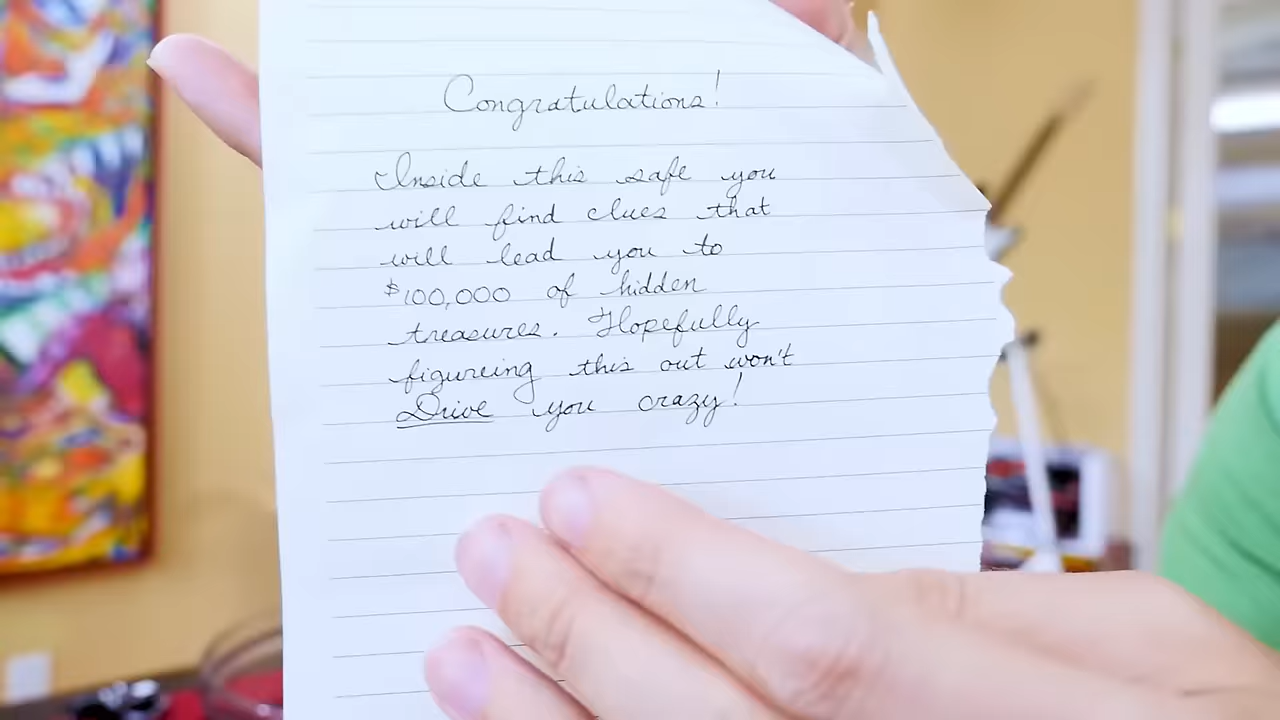 Congratulations!
Inside this safe you
will find clues that
will lead you to
$100,000 of hidden
treasures. Hopefully
figureing this out won't
Drive you crazy!